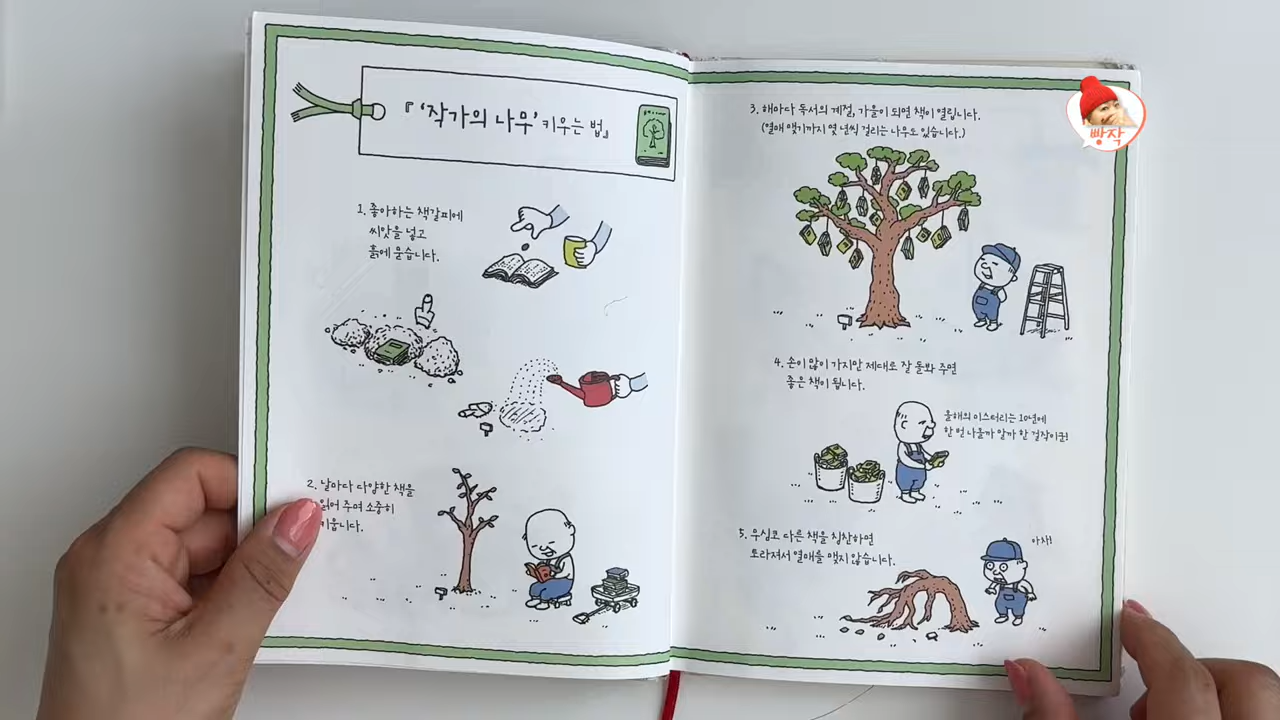 『'작가의 나무' 키우는 법』
1. 좋아하는 책갈피에
씨앗을 넣고
흙에 묻습니다.
2. 날마다 다양한 책을
읽어 주며 소중히
키웁니다.
3. 해마다 독서의 계절, 가을이 되면 책이 열립니다.
(열매 맺기까지 몇 년씩 걸리는 나무도 있습니다.)
4. 손이 많이 가지만 제대로 잘 돌봐 주면
좋은 책이 됩니다.
올해의 미스터리는 10년에
한 번 나올까 말까 한 걸작이군!
5. 무심코 다른 책을 칭찬하면
토라져서 열매를 맺지 않습니다.
아차!
빵작